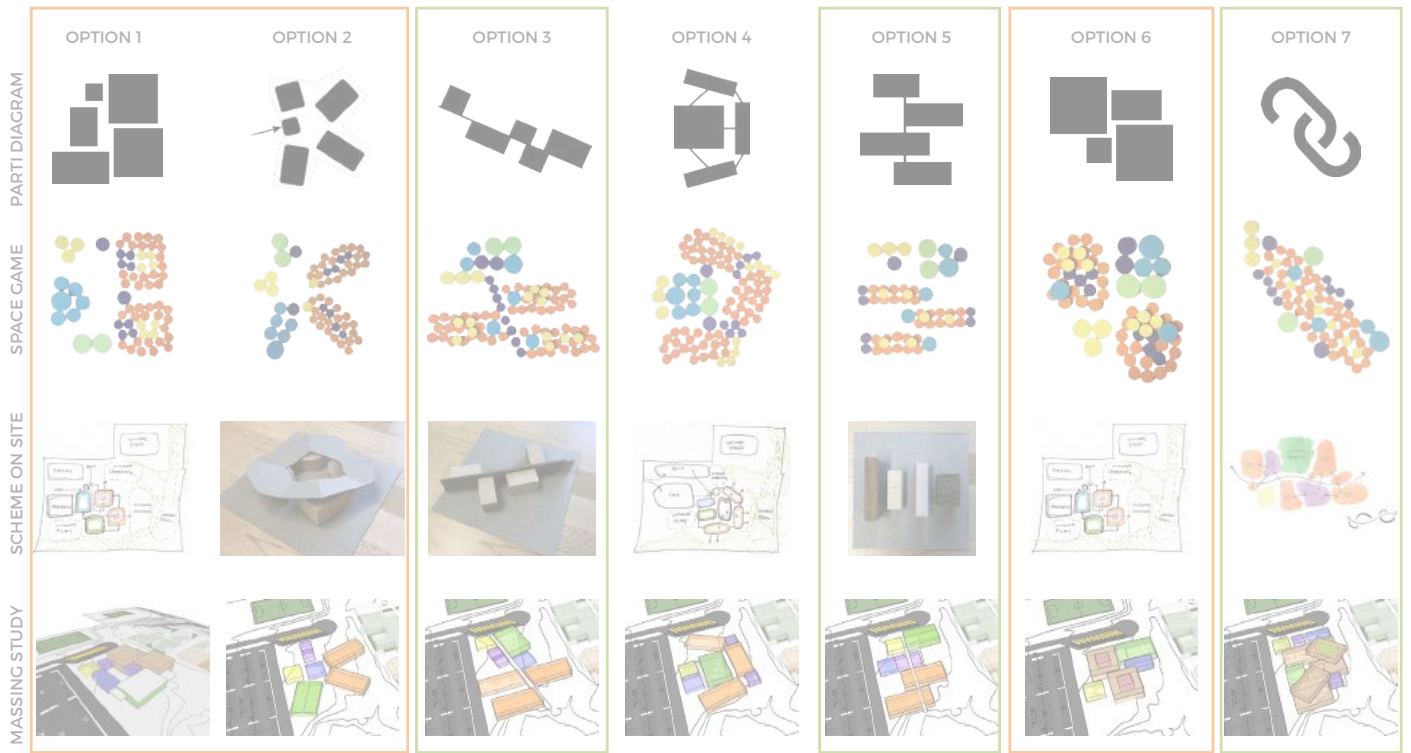 OPTION 1
OPTION 2
OPTION 3
OPTION 4
OPTION 5
OPTION 6
OPTION 7
PARTI DIAGRAM
SPACE GAME
SCHEME ON SITE
MASSING STUDY